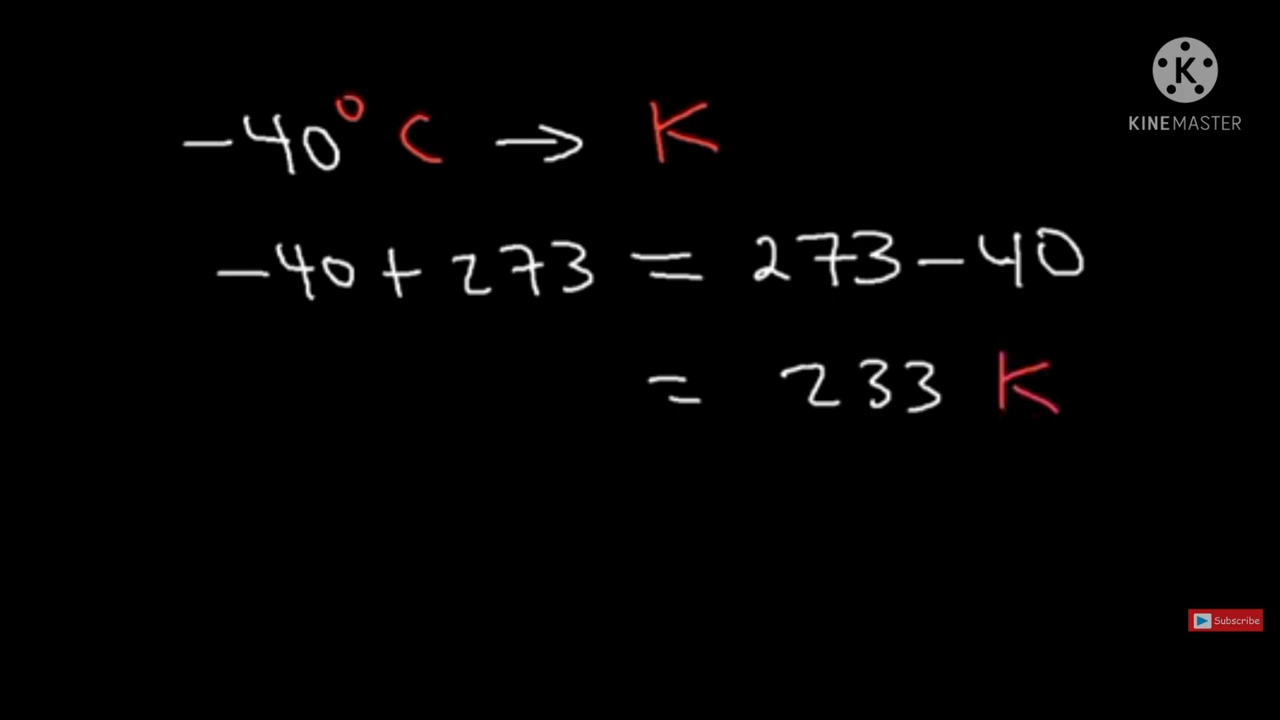 -40° C → K
K
KINEMASTER
-40 + 273 = 273 - 40
= 233 K
Subscribe